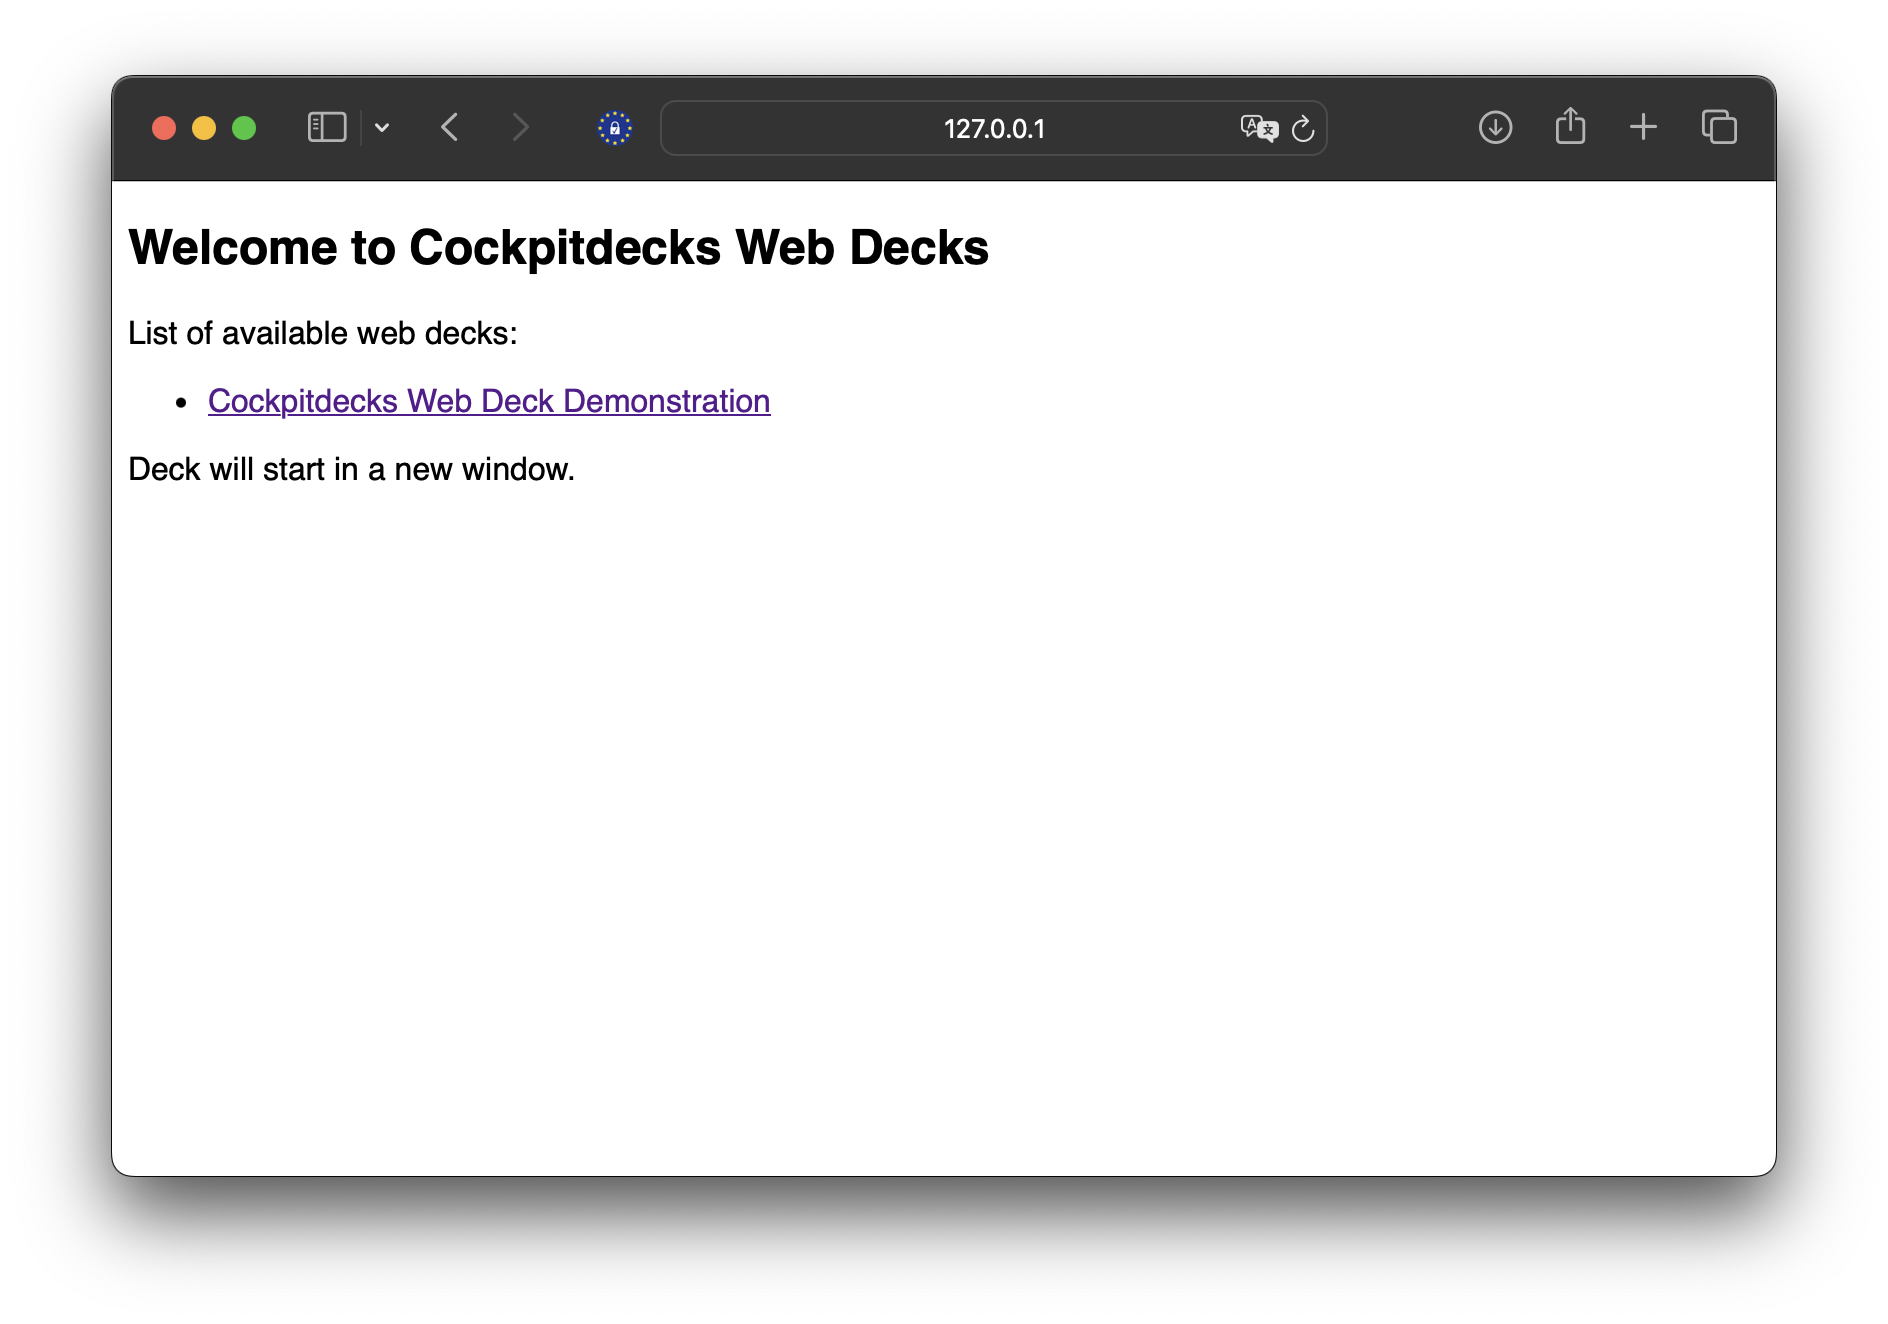 127.0.0.1
Welcome to Cockpitdecks Web Decks
List of available web decks:
• Cockpitdecks Web Deck Demonstration
Deck will start in a new window.